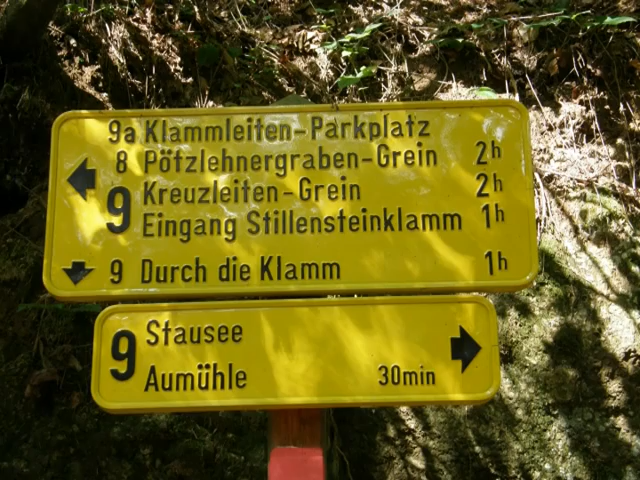 9a Klammleiten-Parkplatz
8 Pötzlehnergraben-Grein 2h
9 Kreuzleiten-Grein 2h
Eingang Stillensteinklamm 1h
9 Durch die Klamm 1h
9 Stausee
Aumühle 30min